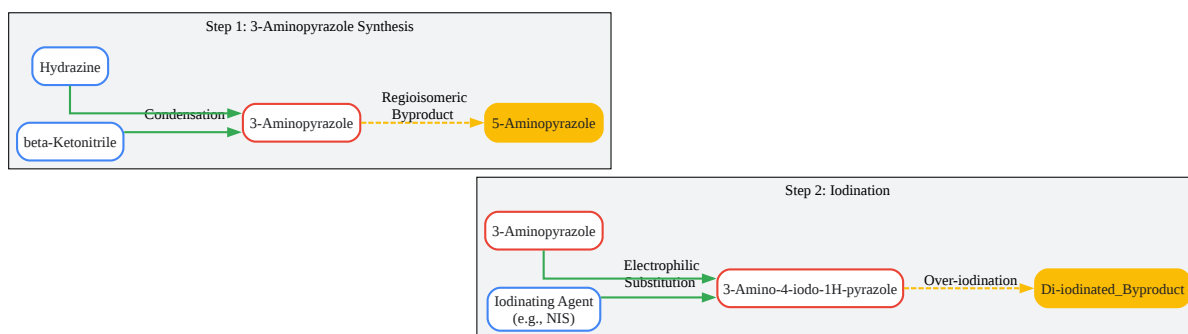 Step 1: 3-Aminopyrazole Synthesis
Hydrazine
Condensation
beta-Ketonitrile
3-Aminopyrazole
Regioisomeric
Byproduct
5-Aminopyrazole
Step 2: Iodination
3-Aminopyrazole
Electrophilic
Substitution
Iodinating Agent
(e.g., NIS)
3-Amino-4-iodo-1H-pyrazole
Over-iodination
Di-iodinated_Byproduct